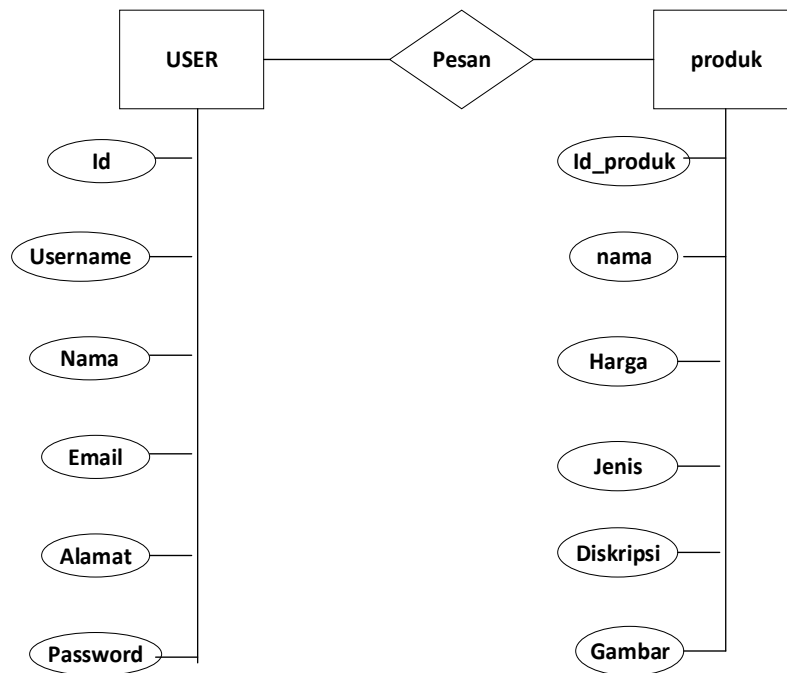 USER
Pesan
produk
Id
Id_produk
Username
nama
Nama
Harga
Email
Jenis
Alamat
Diskripsi
Password
Gambar